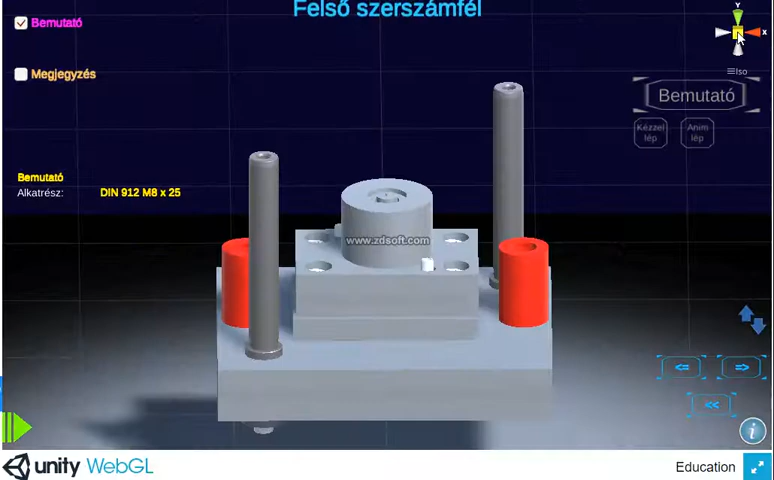 Felső szerszámfél
Bemutató
Y
X
Megjegyzés
Iso
Bemutató
Kézzel
lép
Anim
lép
Bemutató
Alkatrész: DIN 912 M8 x 25
www.zdsoft.com
<=
=>
<<
i
unity WebGL
Education